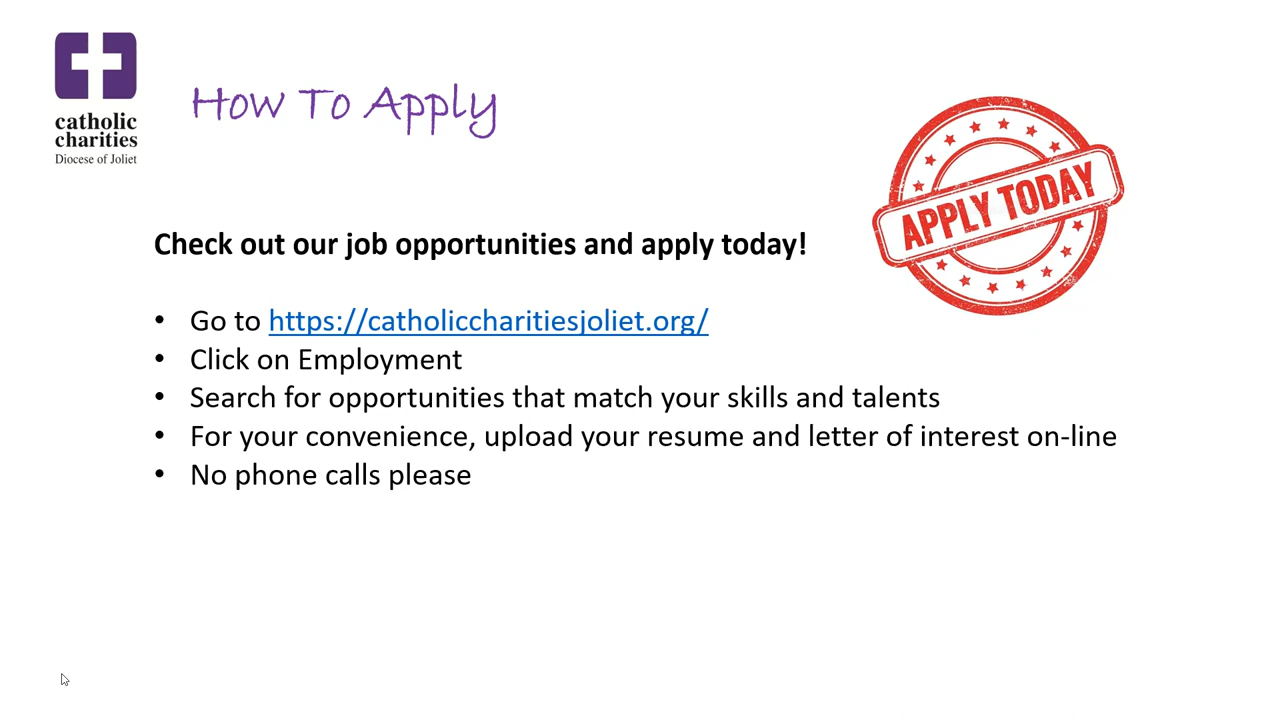 catholic
charities
Diocese of Joliet
How To Apply
APPLY TODAY
Check out our job opportunities and apply today!
• Go to https://catholiccharitiesjoliet.org/
• Click on Employment
• Search for opportunities that match your skills and talents
• For your convenience, upload your resume and letter of interest on-line
• No phone calls please